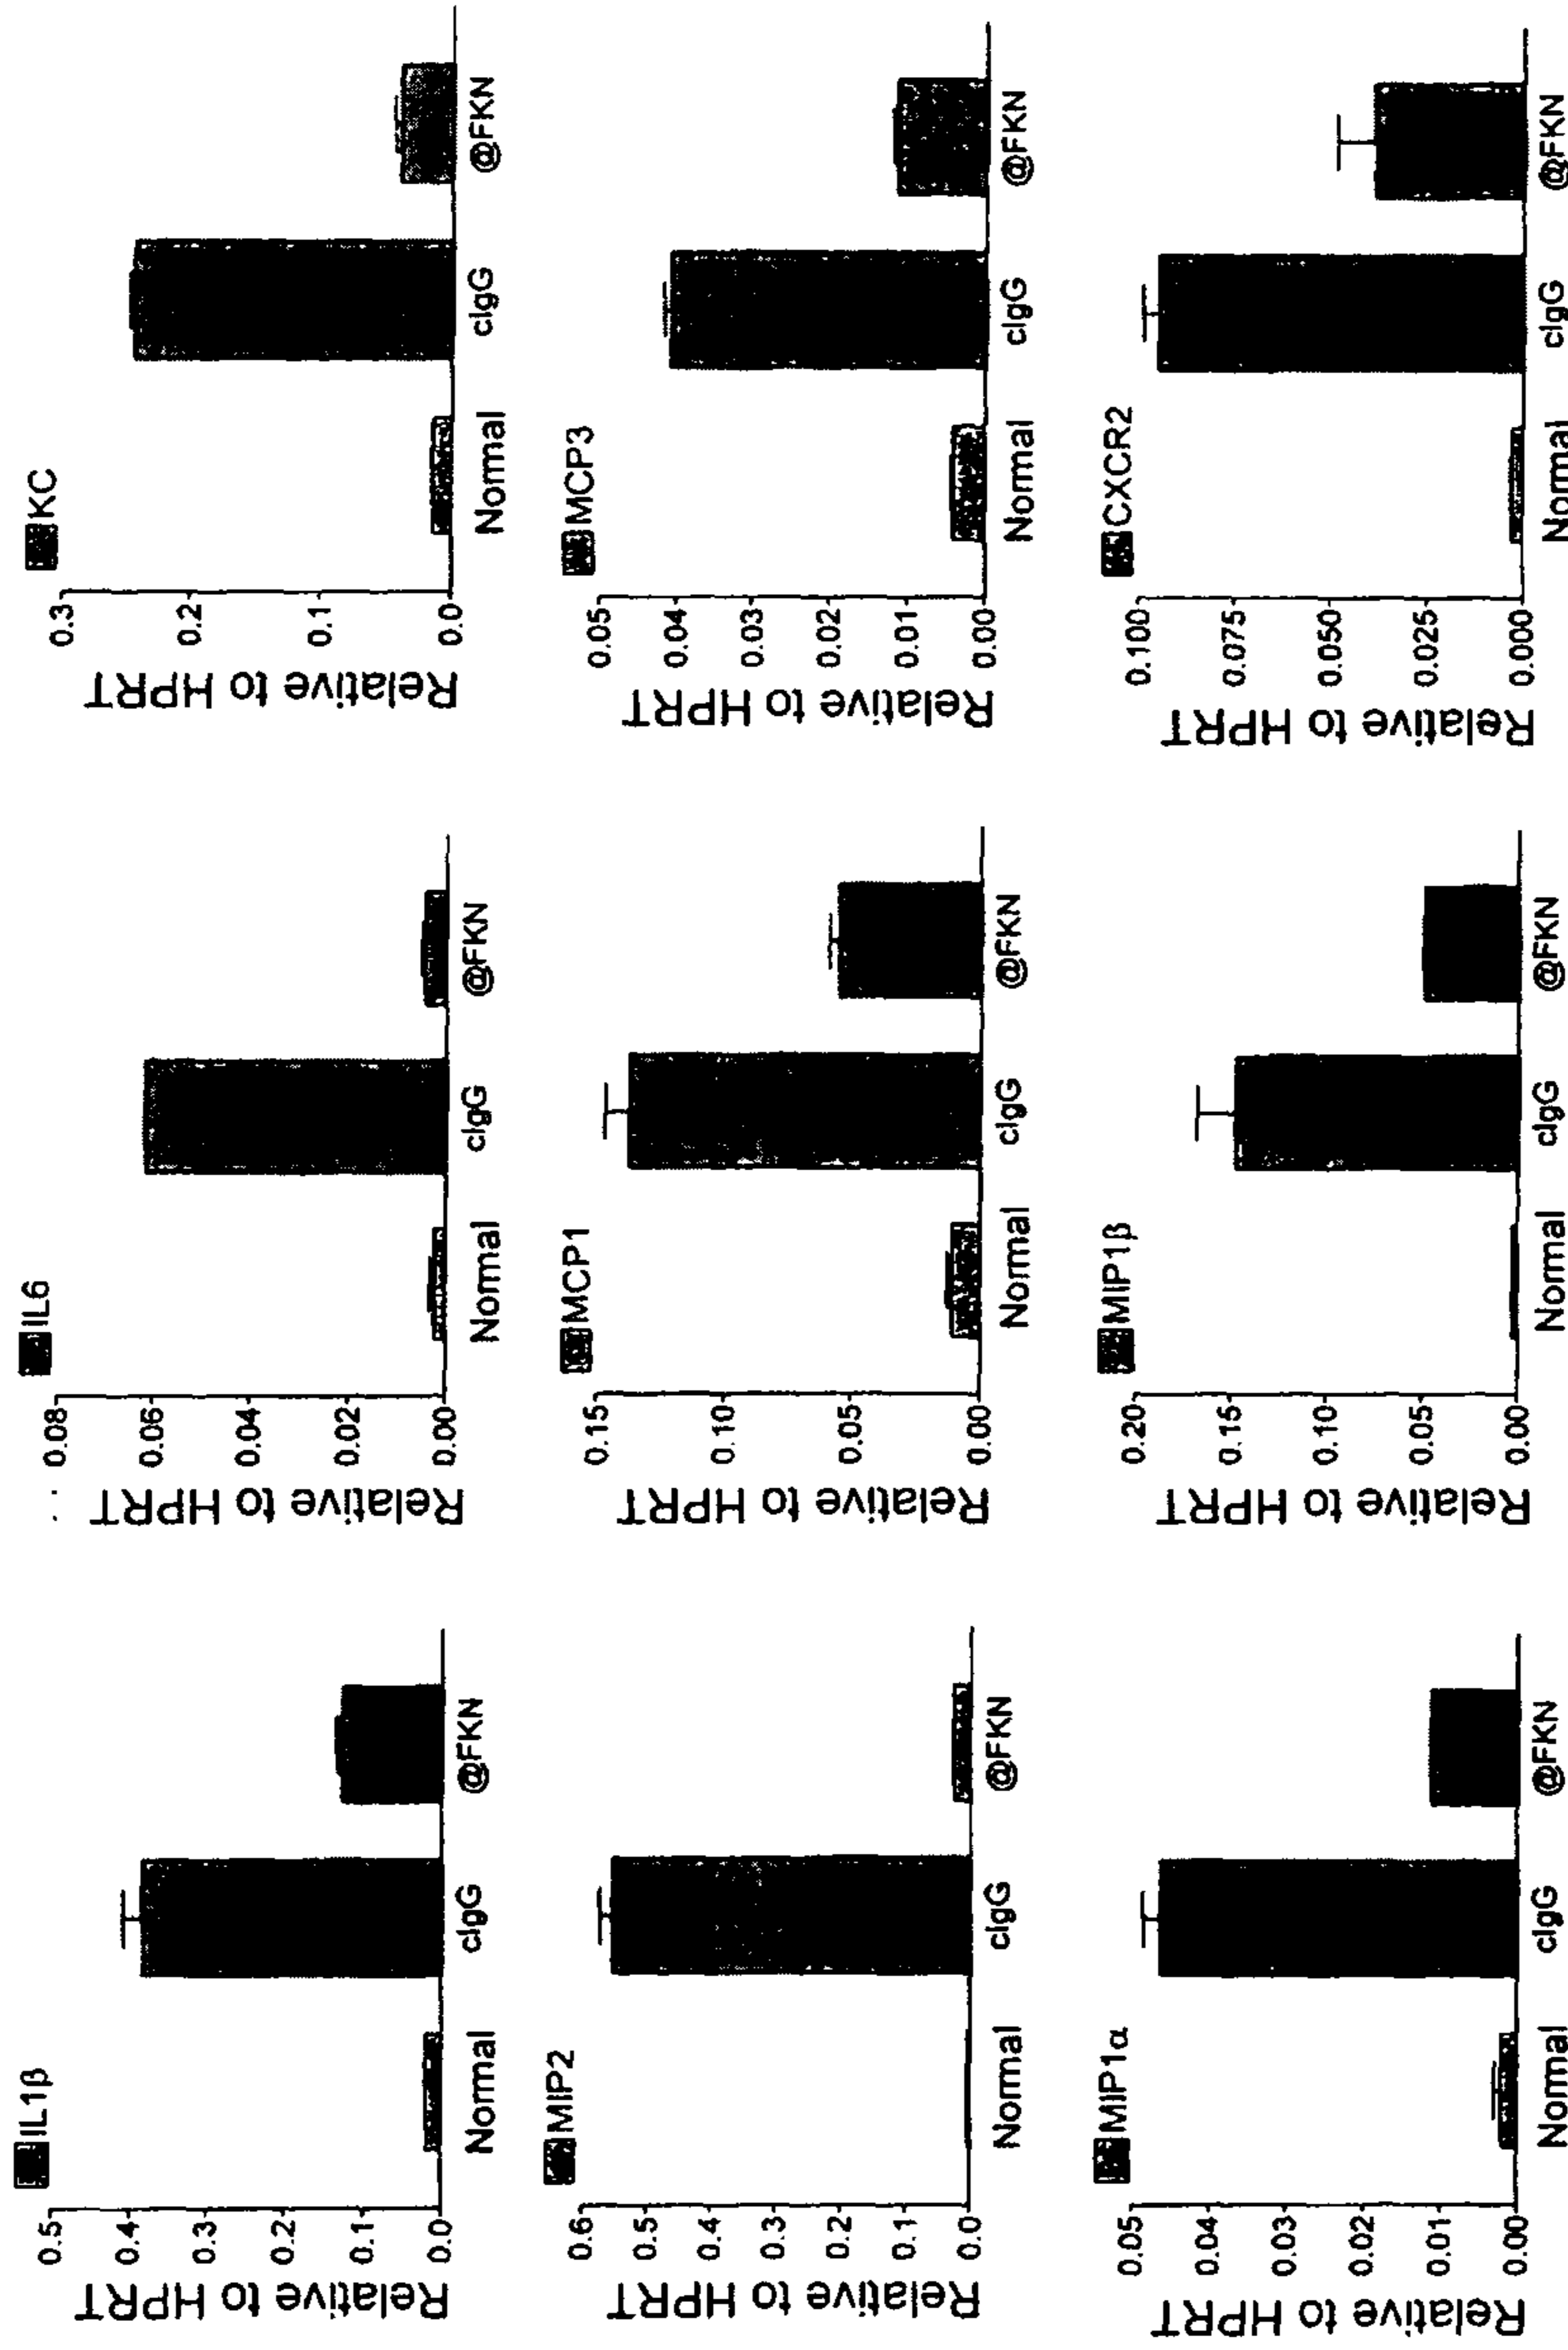 IL1β
Relative to HPRT
0.5
0.4
0.3
0.2
0.1
0.0
Normal
cIgG
@FKN
IL6
Relative to HPRT
0.08
0.06
0.04
0.02
0.00
Normal
cIgG
@FKN
KC
Relative to HPRT
0.3
0.2
0.1
0.0
Normal
cIgG
@FKN
MIP2
Relative to HPRT
0.6
0.5
0.4
0.3
0.2
0.1
0.0
Normal
cIgG
@FKN
MCP1
Relative to HPRT
0.15
0.10
0.05
0.00
Normal
cIgG
@FKN
MCP3
Relative to HPRT
0.05
0.04
0.03
0.02
0.01
0.00
Normal
cIgG
@FKN
MIP1α
Relative to HPRT
0.05
0.04
0.03
0.02
0.01
0.00
Normal
cIgG
@FKN
MIP1β
Relative to HPRT
0.20
0.15
0.10
0.05
0.00
Normal
cIgG
@FKN
CXCR2
Relative to HPRT
0.100
0.075
0.050
0.025
0.000
Normal
cIgG
@FKN